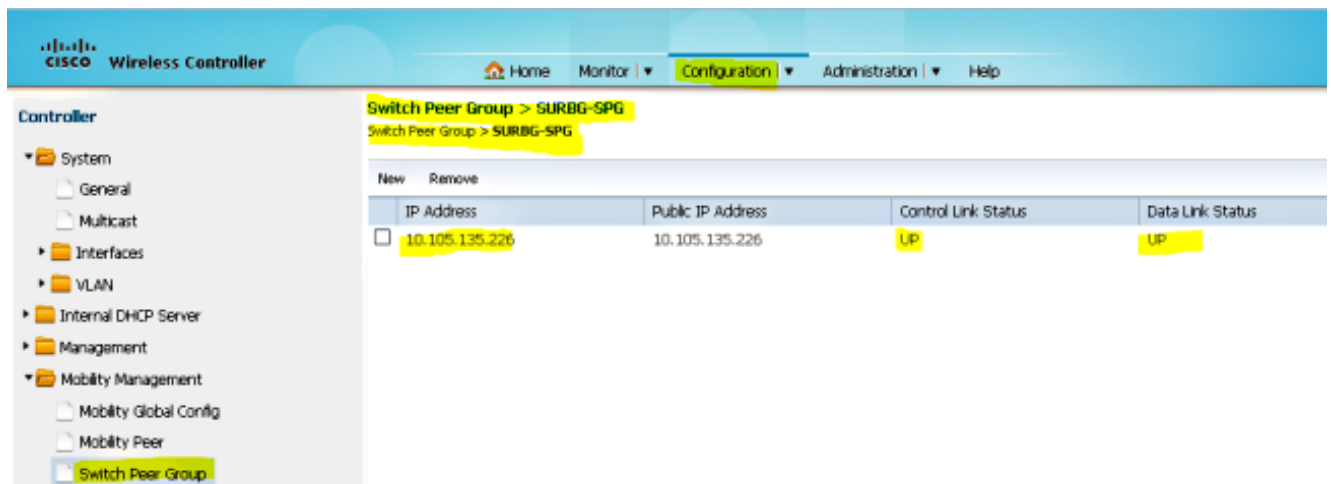 CISCO Wireless Controller
Home Monitor Configuration Administration Help
Controller
System
General
Multicast
Interfaces
VLAN
Internal DHCP Server
Management
Mobility Management
Mobility Global Config
Mobility Peer
Switch Peer Group
Switch Peer Group > SURBG-SPG
Switch Peer Group > SURBG-SPG
New Remove
IP Address Public IP Address Control Link Status Data Link Status
10.105.135.226 10.105.135.226 UP UP